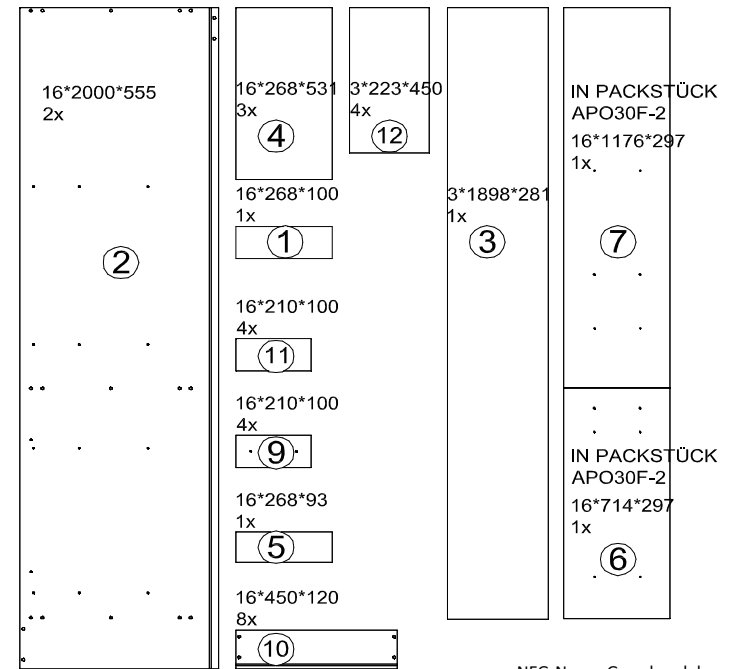 16*2000*555
2x
2
16*268*531
3x
4
3*223*450
4x
12
16*268*100
1x
1
16*210*100
4x
11
16*210*100
4x
9
16*268*93
1x
5
16*450*120
8x
10
3*1898*281
1x
3
IN PACKSTÜCK
APO30F-2
16*1176*297
1x
7
IN PACKSTÜCK
APO30F-2
16*714*297
1x
6